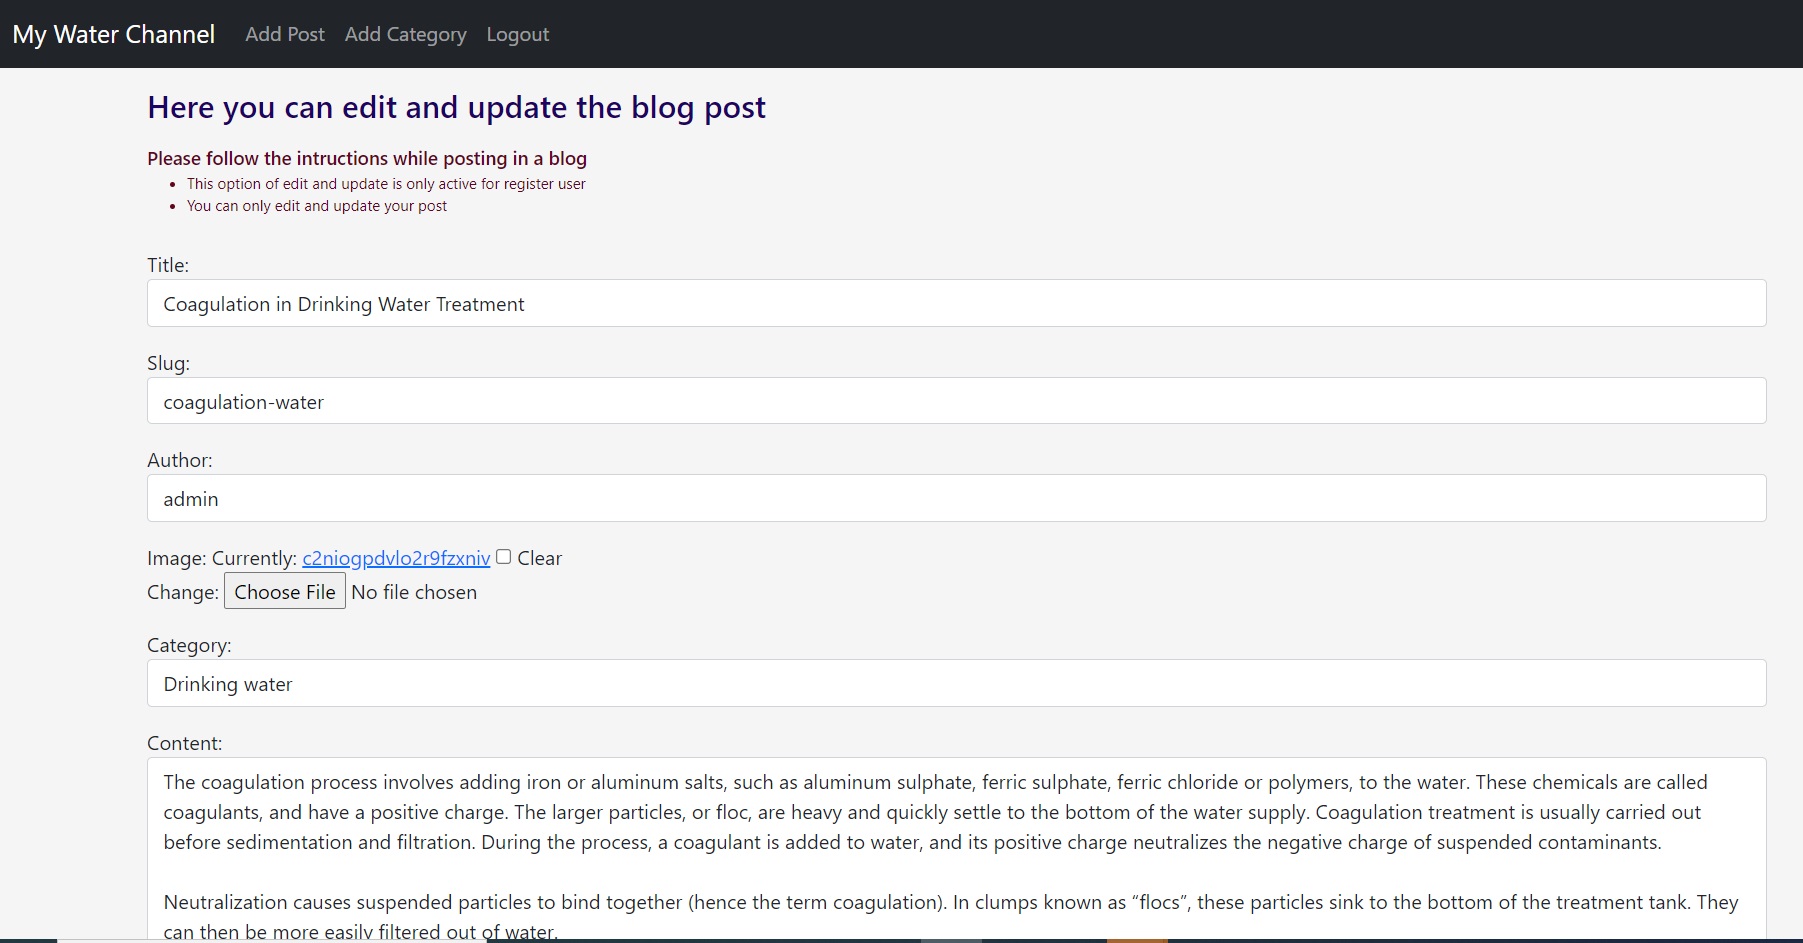 My Water Channel Add Post Add Category Logout
Here you can edit and update the blog post
Please follow the intructions while posting in a blog
• This option of edit and update is only active for register user
• You can only edit and update your post
Title:
Coagulation in Drinking Water Treatment
Slug:
coagulation-water
Author:
admin
Image: Currently: c2niogpdvlo2r9fzxniv Clear
Change: Choose File No file chosen
Category:
Drinking water
Content:
The coagulation process involves adding iron or aluminum salts, such as aluminum sulphate, ferric sulphate, ferric chloride or polymers, to the water. These chemicals are called
coagulants, and have a positive charge. The larger particles, or floc, are heavy and quickly settle to the bottom of the water supply. Coagulation treatment is usually carried out
before sedimentation and filtration. During the process, a coagulant is added to water, and its positive charge neutralizes the negative charge of suspended contaminants.
Neutralization causes suspended particles to bind together (hence the term coagulation). In clumps known as “flocs”, these particles sink to the bottom of the treatment tank. They
can then be more easily filtered out of water.